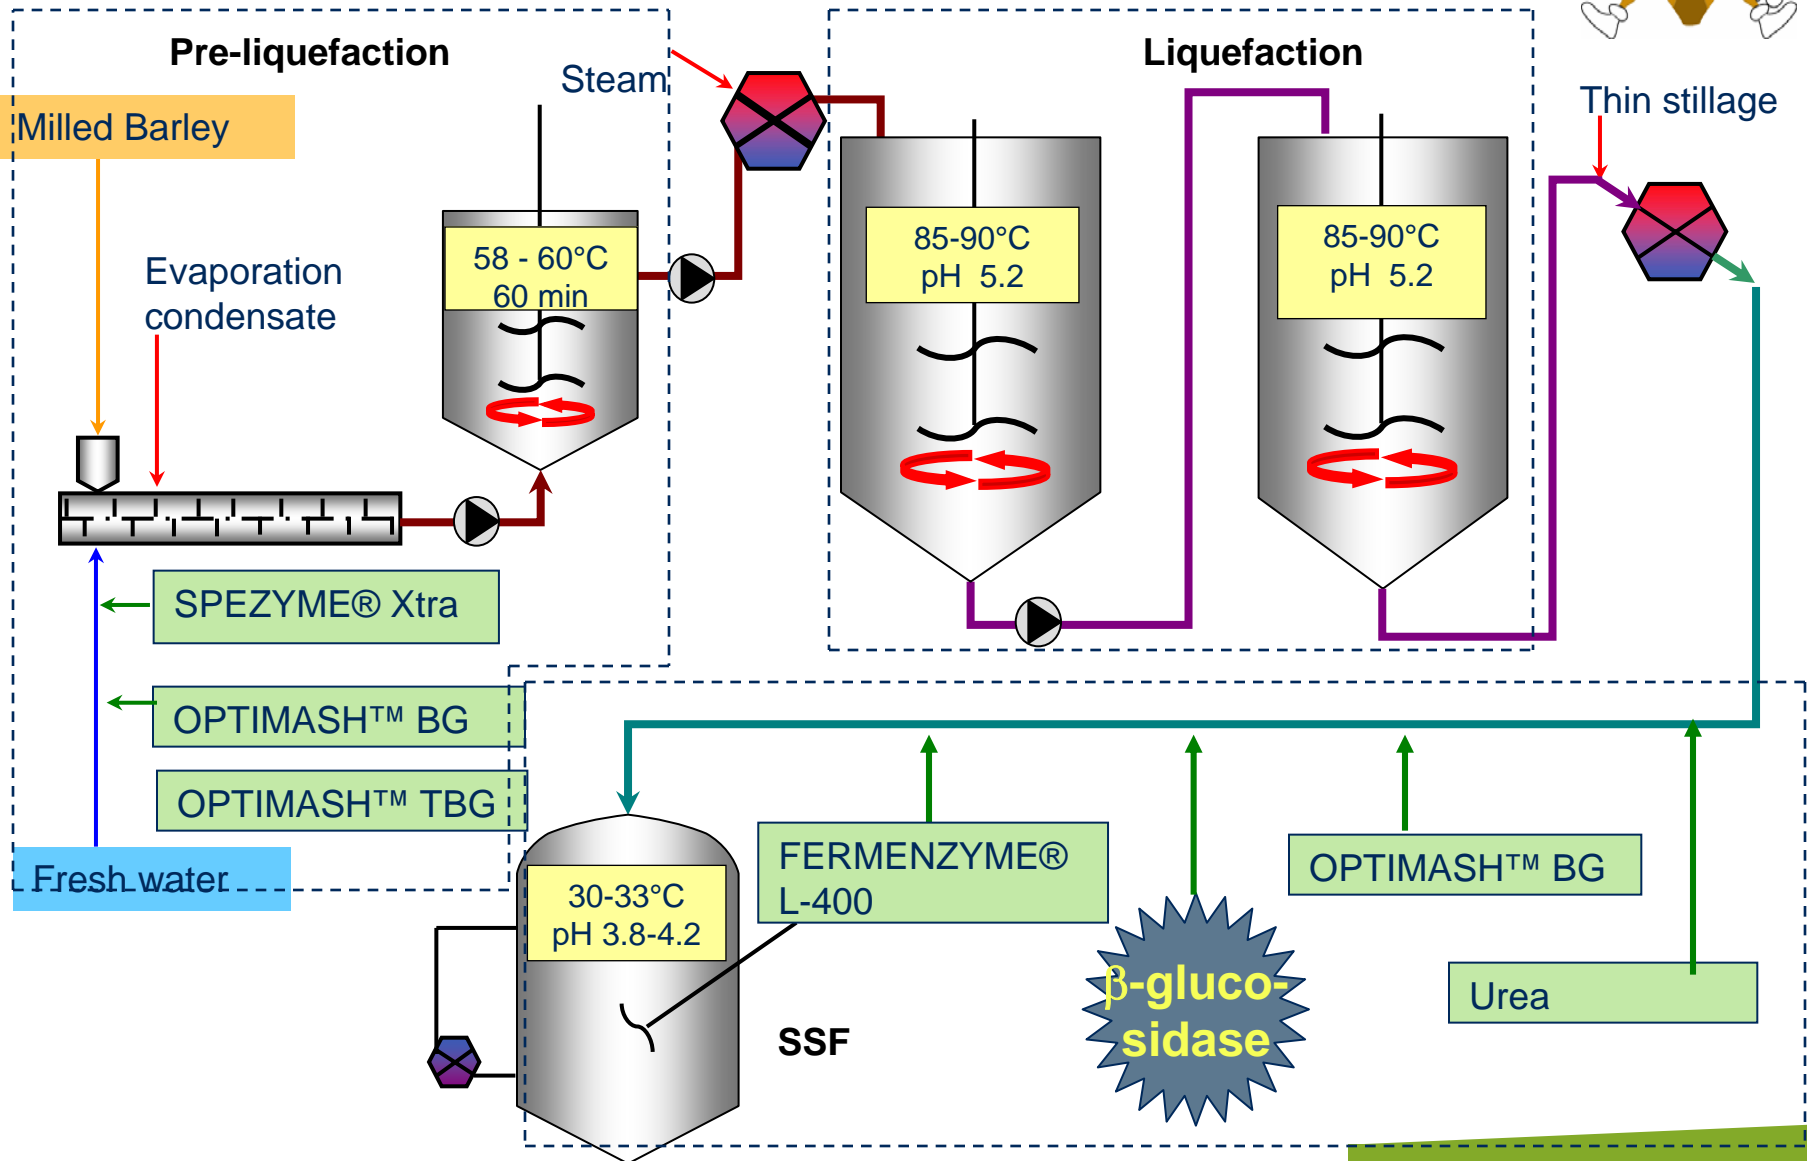 Pre-liquefaction
Liquefaction
Steam
Thin stillage
Milled Barley
Evaporation
condensate
58 - 60°C
60 min
85-90°C
pH 5.2
85-90°C
pH 5.2
SPEZYME® Xtra
OPTIMASH™ BG
OPTIMASH™ TBG
Fresh water
30-33°C
pH 3.8-4.2
FERMENZYME®
L-400
OPTIMASH™ BG
β-gluco-
sidase
Urea
SSF